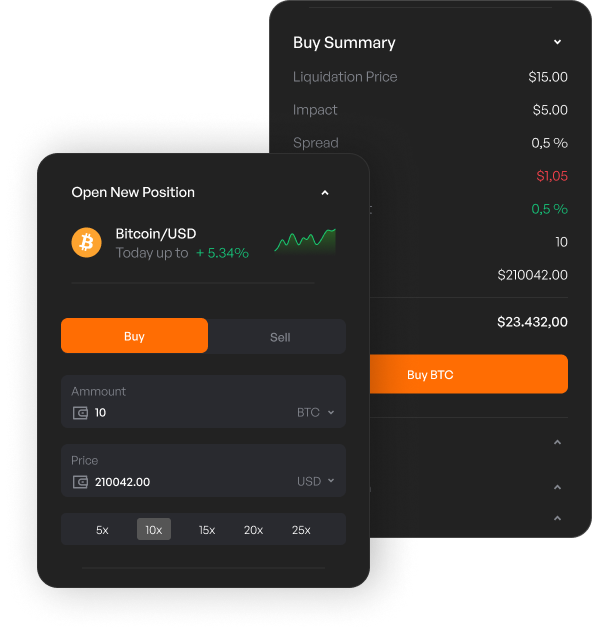 Buy Summary
Liquidation Price $15.00
Impact $5.00
Spread 0,5 %
$1,05
0,5 %
10
$210042.00
$23.432,00
Buy BTC
Open New Position
Bitcoin/USD
Today up to + 5.34%
Buy Sell
Ammount
10 BTC
Price
210042.00 USD
5x 10x 15x 20x 25x